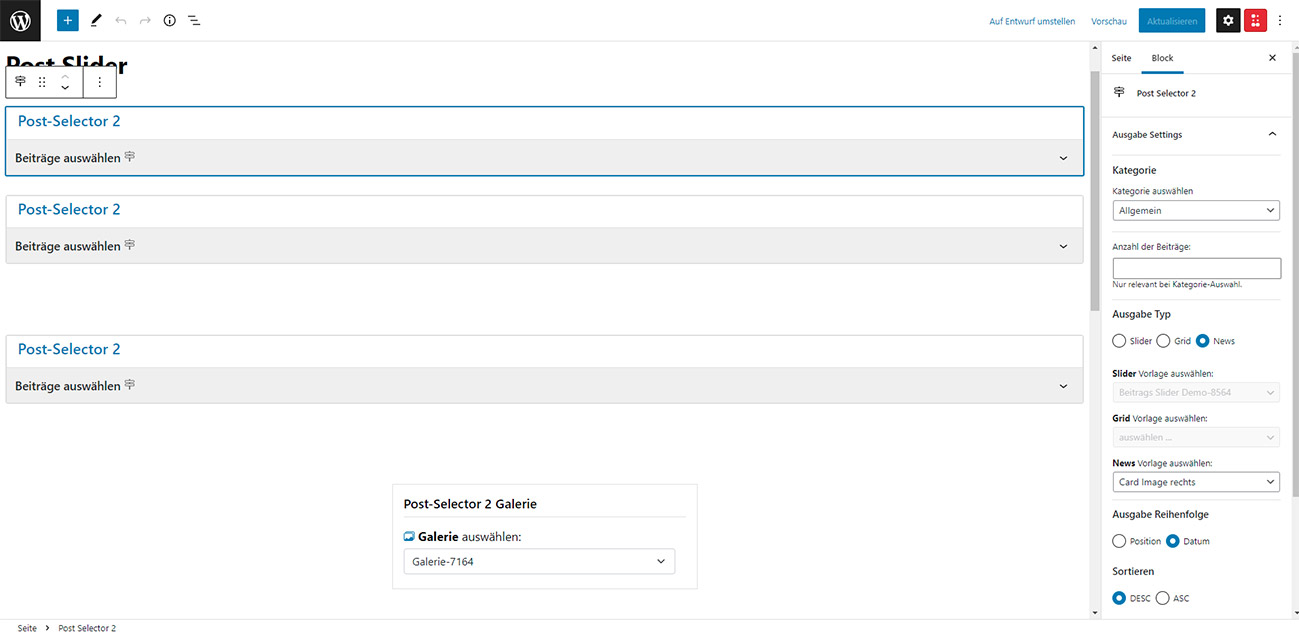 Auf Entwurf umstellen Vorschau Aktualisieren
Post Slider
Post-Selector 2
Beiträge auswählen
Post-Selector 2
Beiträge auswählen
Post-Selector 2
Beiträge auswählen
Post-Selector 2 Galerie
Galerie auswählen:
Galerie-7164
Seite Block
Post Selector 2
Ausgabe Settings
Kategorie
Kategorie auswählen
Allgemein
Anzahl der Beiträge:
Nur relevant bei Kategorie-Auswahl.
Ausgabe Typ
Slider Grid News
Slider Vorlage auswählen:
Beitrags Slider Demo-8564
Grid Vorlage auswählen:
auswählen ...
News Vorlage auswählen:
Card Image rechts
Ausgabe Reihenfolge
Position Datum
Sortieren
DESC ASC
Seite Post Selector 2